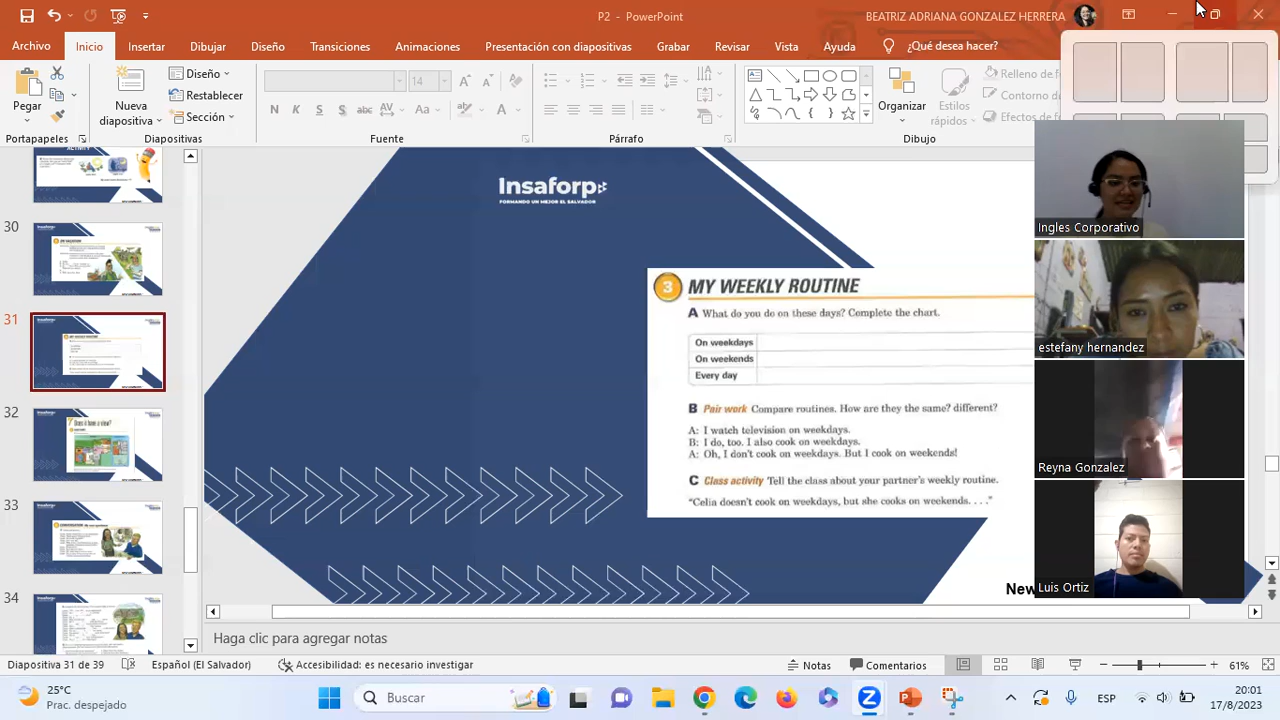 P2 - PowerPoint
BEATRIZ ADRIANA GONZALEZ HERRERA
Archivo Inicio Insertar Dibujar Diseño Transiciones Animaciones Presentación con diapositivas Grabar Revisar Vista Ayuda ¿Qué desea hacer?
Pegar
Portapapeles
Nueva diapositiva
Diseño
Restablecer
Sección
Diapositivas
14
N K S S abc AV Aa A
Fuente
Párrafo
Organizar
Estilos rápidos
Relleno de
Contorno d
Efectos de
Dibujo
30
31
32
Does it have a view?
33
34
Insaforp
FORMANDO UN MEJOR EL SALVADOR
3 MY WEEKLY ROUTINE
A What do you do on these days? Complete the chart.
On weekdays
On weekends
Every day
B Pair work Compare routines. How are they the same? different?
A: I watch television on weekdays.
B: I do, too. I also cook on weekdays.
A: Oh, I don't cook on weekdays. But I cook on weekends!
C Class activity Tell the class about your partner's weekly routine.
"Celia doesn't cook on weekdays, but she cooks on weekends. . . ."
New
Ingles Corporativo
estefany hernandez
Reyna Gonzalez
Luis Ortiz
Haga clic para agregar notas
Diapositiva 31 de 39 Español (El Salvador) Accesibilidad: es necesario investigar Notas Comentarios 61%
25°C
Prac. despejado
Buscar
ESP
20:01
17/8/2023